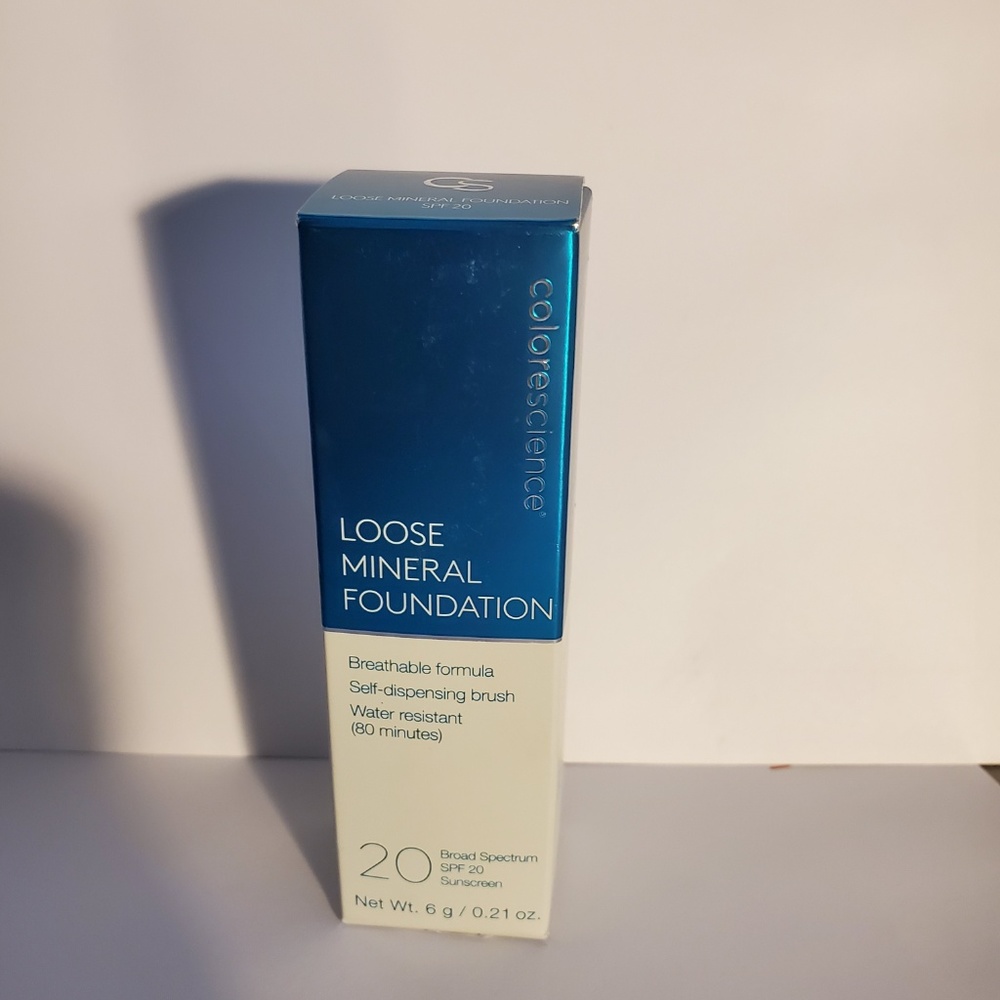 CS
LOOSE MINERAL FOUNDATION
SPF 20
colorescience®
LOOSE
MINERAL
FOUNDATION
Breathable formula
Self-dispensing brush
Water resistant
(80 minutes)
20
Broad Spectrum
SPF 20
Sunscreen
Net Wt. 6 g / 0.21 oz.